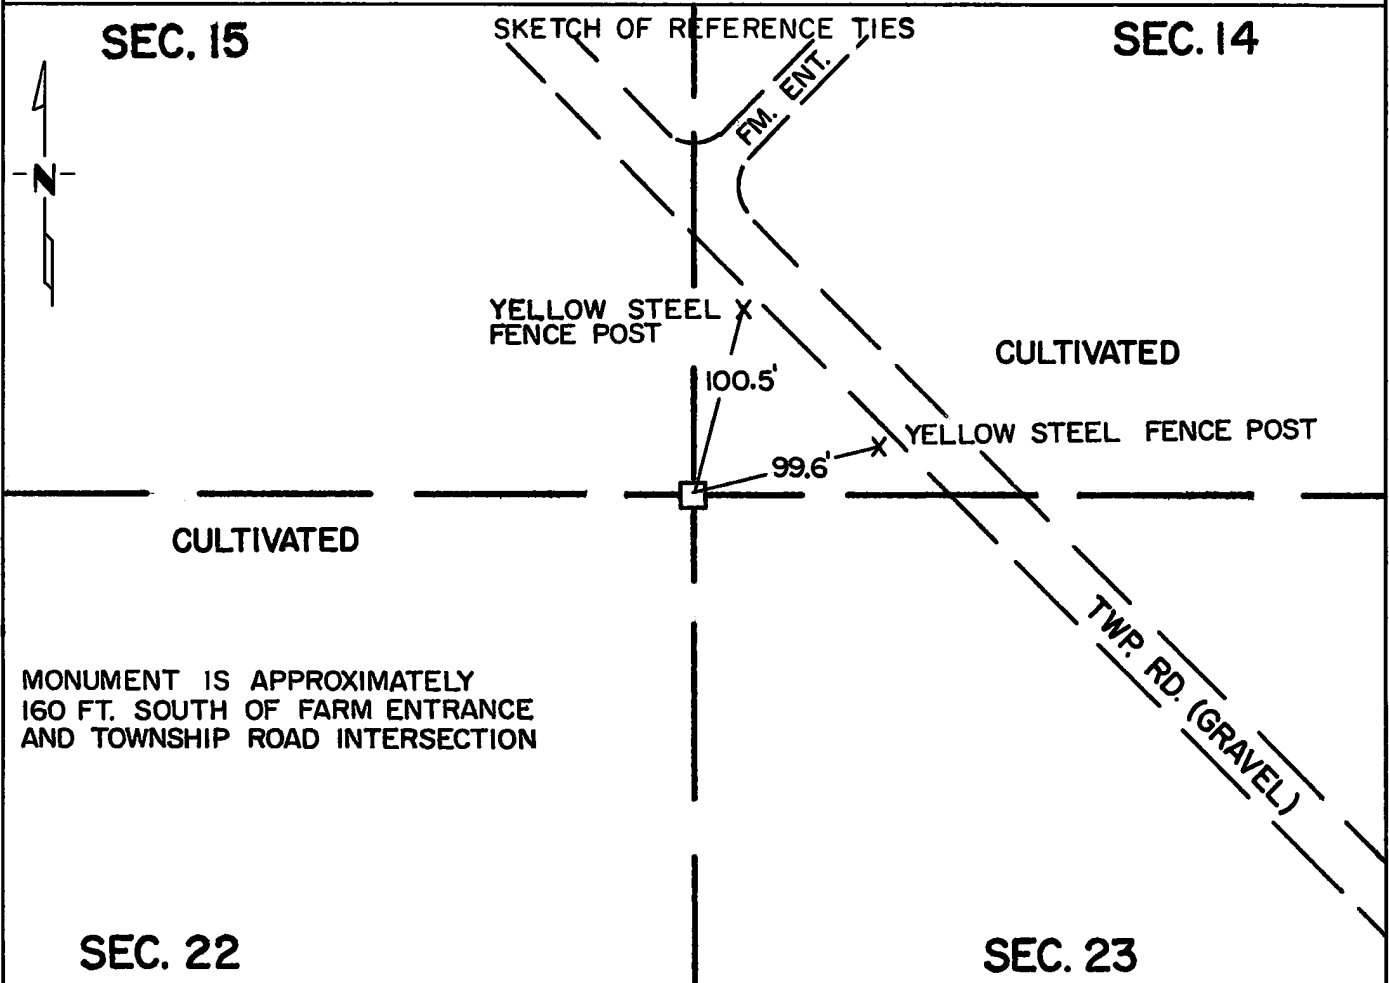 SKETCH OF REFERENCE TIES
SEC. 15
SEC. 14
FM. ENT.
N
YELLOW STEEL
FENCE POST
CULTIVATED
100.5'
YELLOW STEEL FENCE POST
99.6'
CULTIVATED
TWP. RD. (GRAVEL)
MONUMENT IS APPROXIMATELY
160 FT. SOUTH OF FARM ENTRANCE
AND TOWNSHIP ROAD INTERSECTION
SEC. 22
SEC. 23